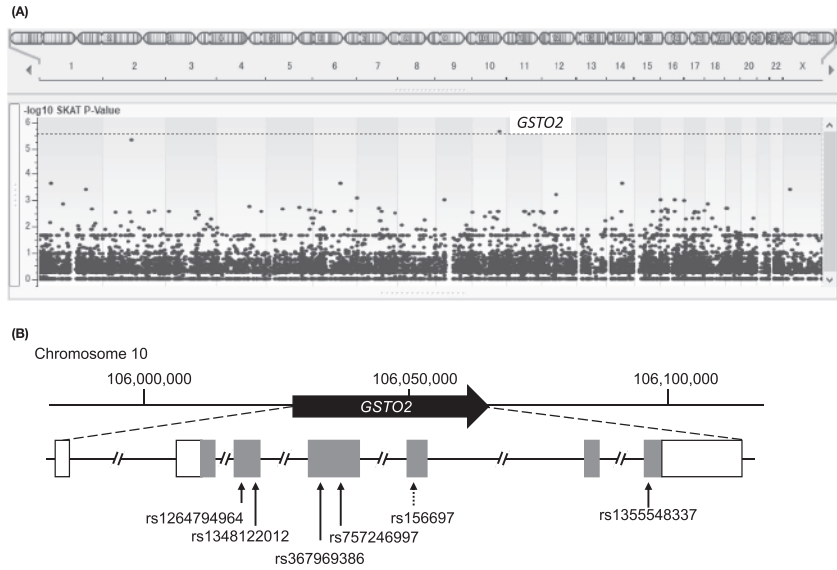 (A)
1 2 3 4 5 6 7 8 9 10 11 12 13 14 15 16 17 18 20 22 X
-log10 SKAT P-Value
GSTO2
6
5
4
3
2
1
0
(B)
Chromosome 10
106,000,000 106,050,000 106,100,000
GSTO2
rs1264794964
rs1348122012
rs367969386
rs757246997
rs156697
rs1355548337